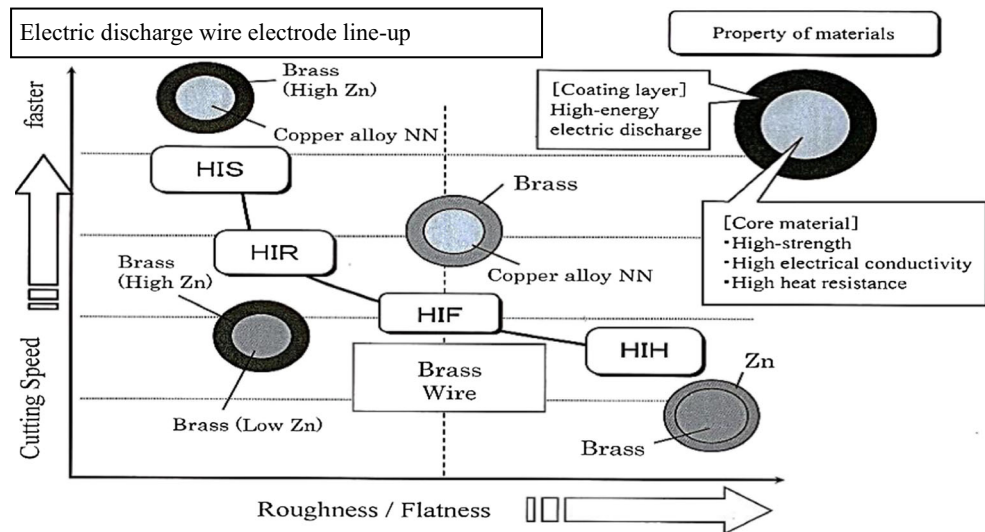 Electric discharge wire electrode line-up
Property of materials
Brass
(High Zn)
Copper alloy NN
[Coating layer]
High-energy
electric discharge
faster
HIS
Brass
[Core material]
・High-strength
・High electrical conductivity
・High heat resistance
HIR
Brass
(High Zn)
Copper alloy NN
HIF
HIH
Brass
Wire
Zn
Cutting Speed
Brass (Low Zn)
Brass
Roughness / Flatness